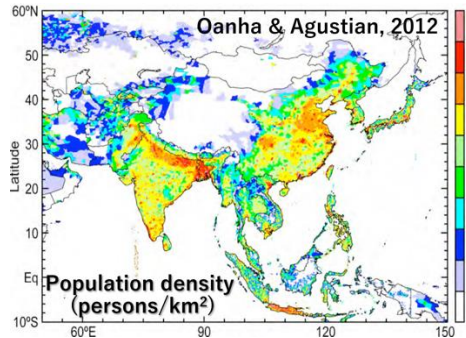 60°N
Oanha & Agustian, 2012
50
40
30
Latitude
20
10
Eq
10°S
Population density
(persons/km²)
60°E
90
120
150